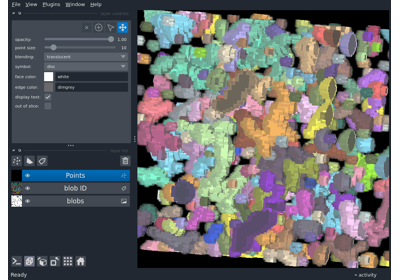 File View Plugins Window Help
opacity: 1.00
point size: 10
blending: translucent
symbol: disc
face color: white
edge color: dimgrey
display text:
out of slice:
Points
blob ID
blobs
Ready
activity